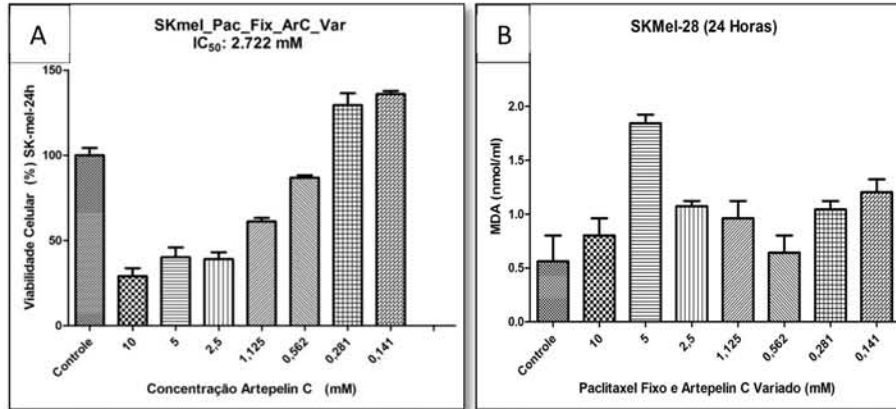 A
SKmel_Pac_Fix_ArC_Var
IC50: 2.722 mM
Viabilidade Celular (%) SK-mel-24h
150
100
50
0
Controle
10
5
2,5
1,125
0,562
0,281
0,141
Concentração Artepelin C (mM)
B
SKMel-28 (24 Horas)
MDA (nmol/ml)
2.0
1.5
1.0
0.5
0.0
Controle
10
5
2,5
1,125
0,562
0,281
0,141
Paclitaxel Fixo e Artepelin C Variado (mM)